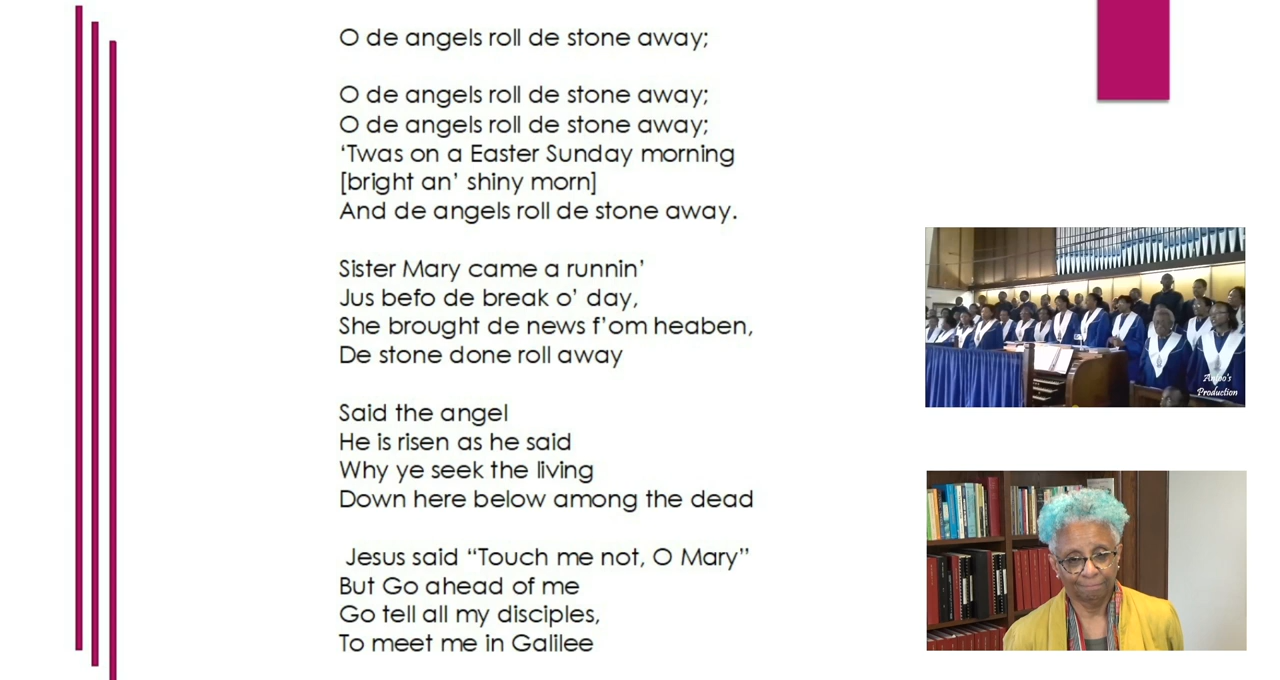 O de angels roll de stone away;
O de angels roll de stone away;
O de angels roll de stone away;
‘Twas on a Easter Sunday morning
[bright an’ shiny morn]
And de angels roll de stone away.
Sister Mary came a runnin’
Jus befo de break o’ day,
She brought de news f’om heaben,
De stone done roll away
Said the angel
He is risen as he said
Why ye seek the living
Down here below among the dead
Jesus said “Touch me not, O Mary”
But Go ahead of me
Go tell all my disciples,
To meet me in Galilee
Production